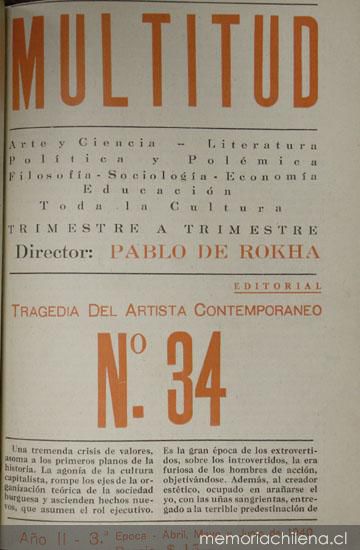 MULTITUD
Arte y Ciencia - Literatura
Política y Polémica
Filosofía - Sociología - Economía
Educación
Toda la Cultura
TRIMESTRE A TRIMESTRE
Director: PABLO DE ROKHA
EDITORIAL
TRAGEDIA DEL ARTISTA CONTEMPORANEO
Nº 34
Una tremenda crisis de valores,
asoma a los primeros planos de la
historia. La agonía de la cultura
capitalista, rompe los ejes de la or-
ganización teórica de la sociedad
burguesa y ascienden hechos nue-
vos, que asumen el rol ejecutivo.
Es la gran época de los extroverti-
dos, sobre los introvertidos, la era
furiosa de los hombres de acción,
objetivándose. Además, al creador
estético, ocupado en arañarse el
yo, con las uñas sangrientas, entre-
gado a la terrible predestinación de
Año II - 3.ª Epoca - Abril,
memoriachilena.cl